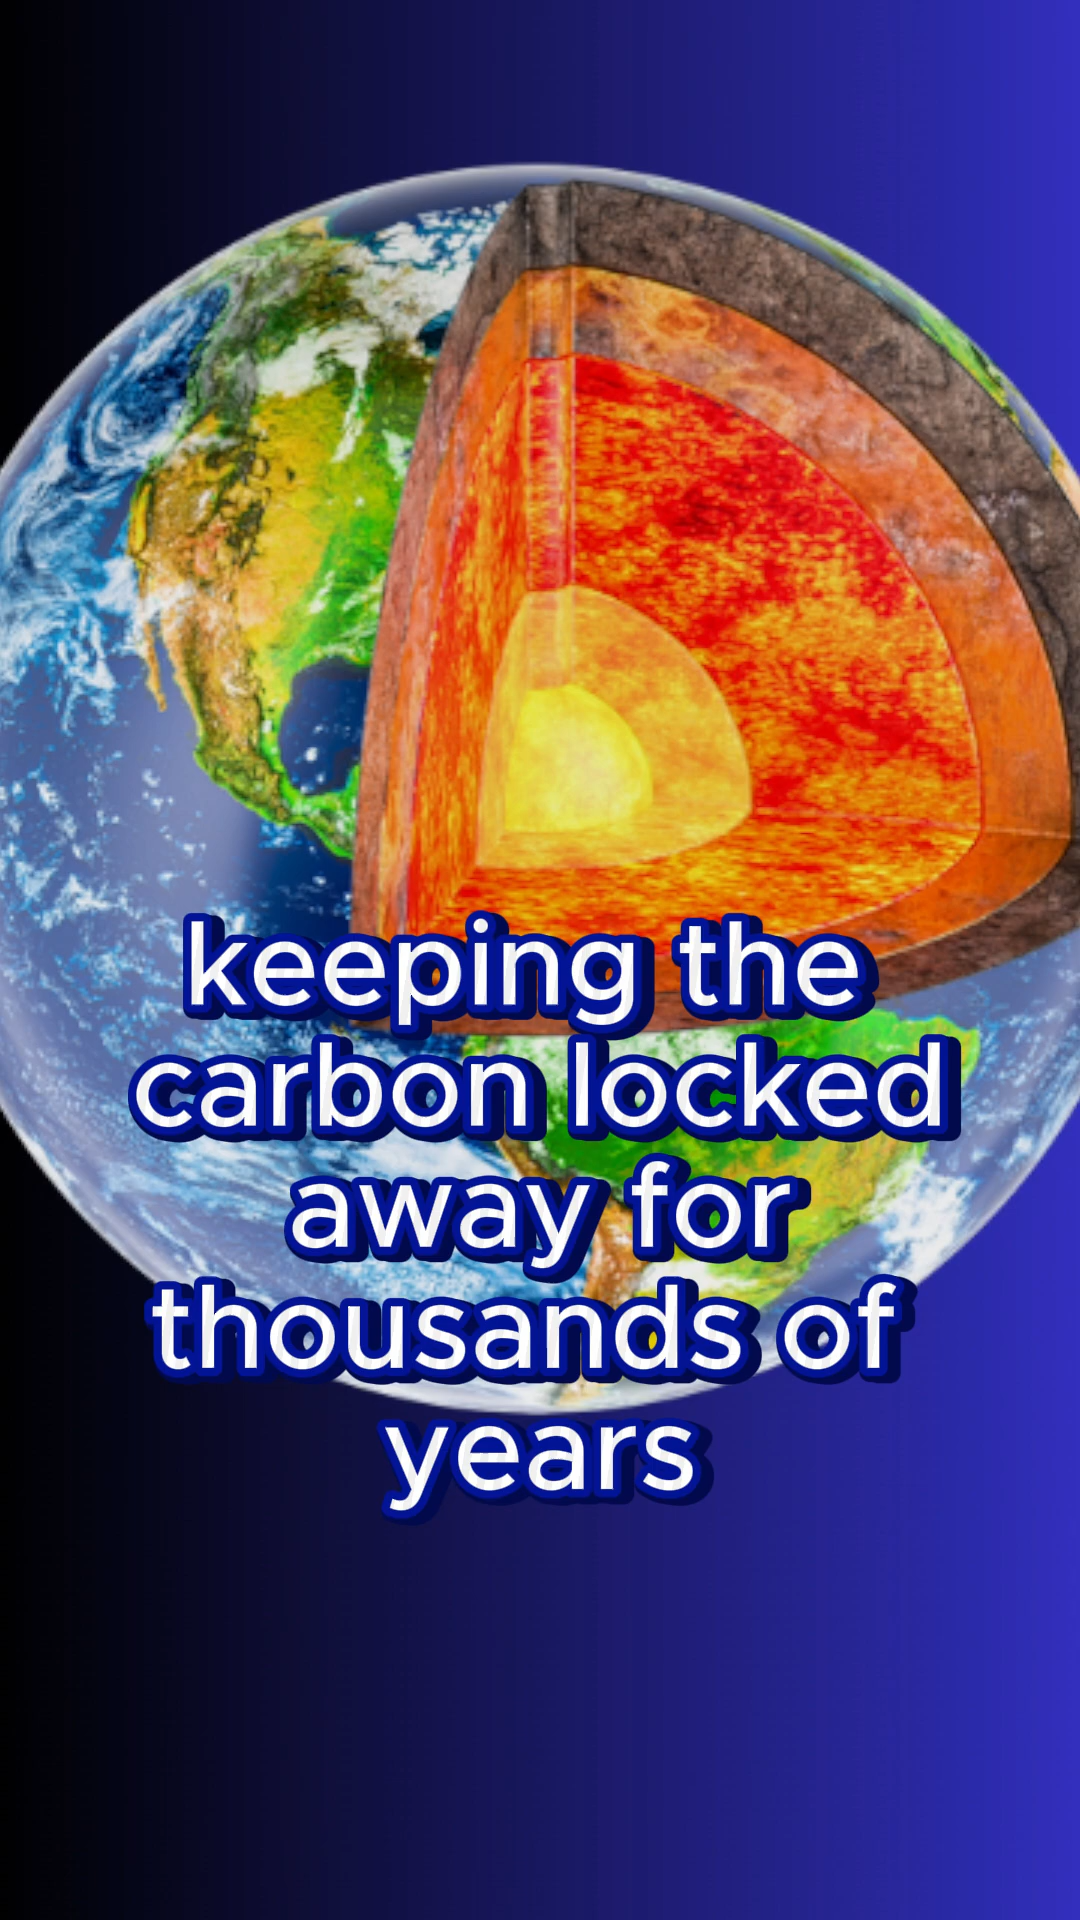 keeping the
carbon locked
away for
thousands of
years